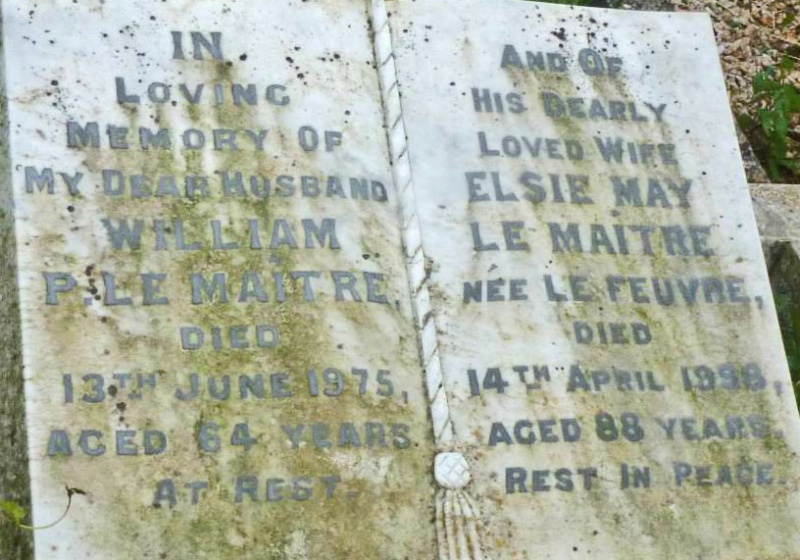 IN
LOVING
MEMORY OF
MY DEAR HUSBAND
WILLIAM
P. LE MAITRE,
DIED
13TH JUNE 1975,
AGED 64 YEARS.
AT REST.
AND OF
HIS DEARLY
LOVED WIFE
ELSIE MAY
LE MAITRE
NEE LE FEUVRE,
DIED
14TH APRIL 1998,
AGED 88 YEARS.
REST IN PEACE.